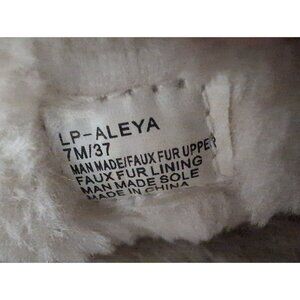 LP-ALEYA
7M/37
MAN MADE/FAUX FUR UPPER
FAUX FUR LINING
MAN MADE SOLE
MADE IN CHINA